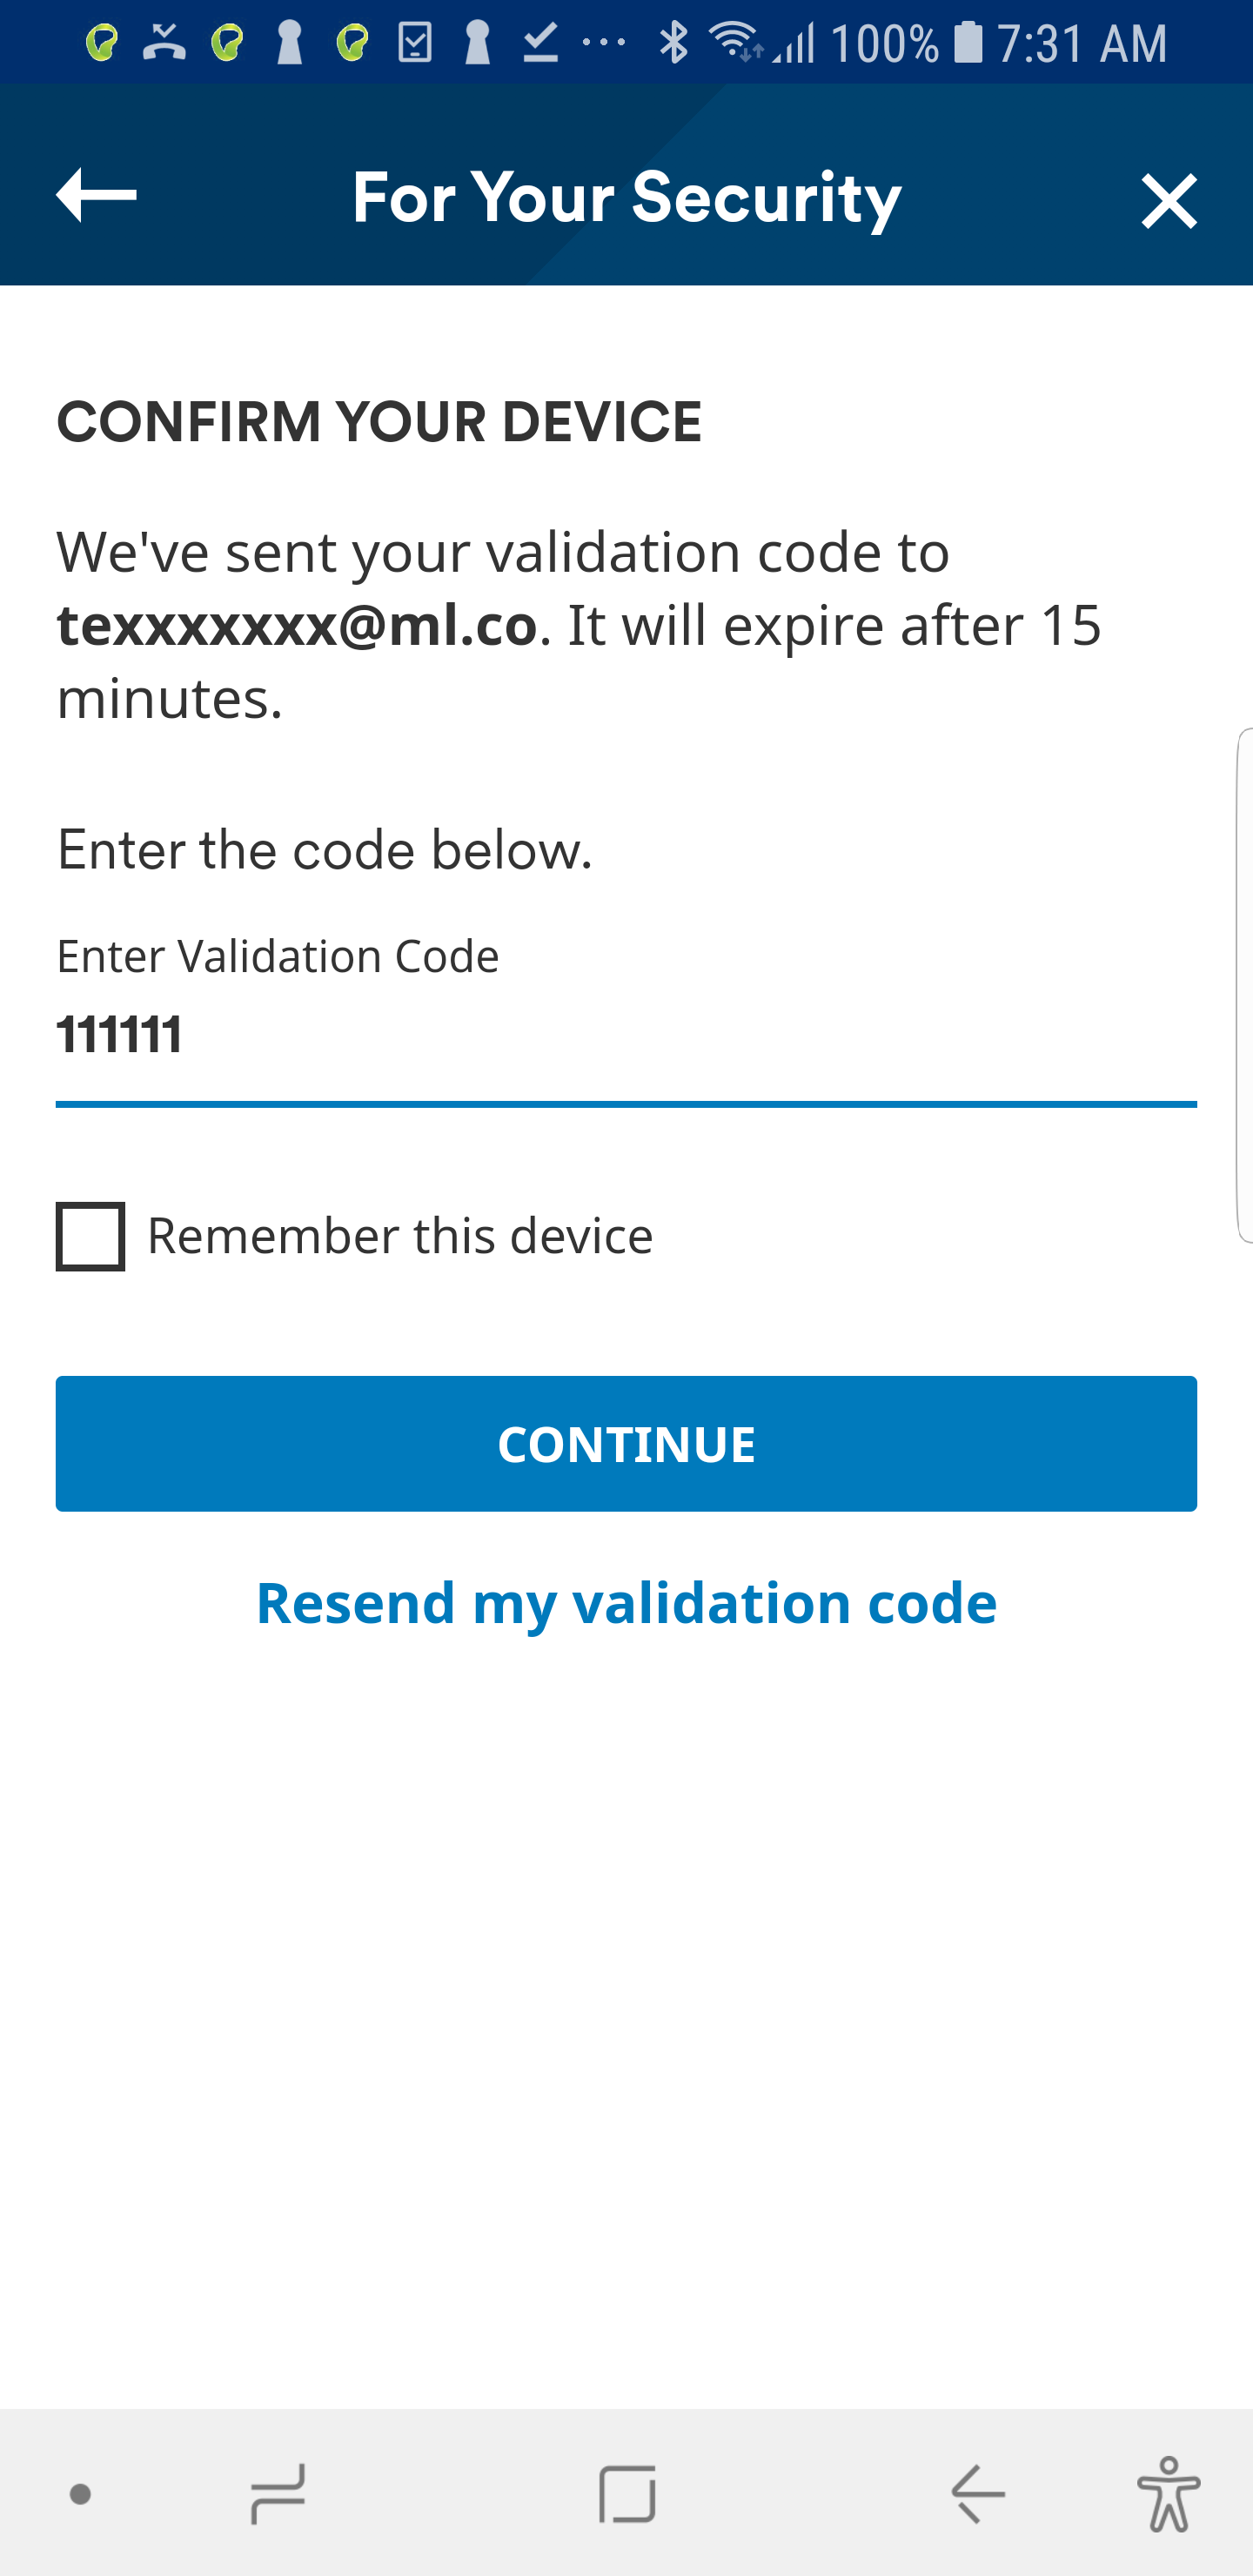 100% 7:31 AM
For Your Security
CONFIRM YOUR DEVICE
We've sent your validation code to
texxxxxxx@ml.co. It will expire after 15
minutes.
Enter the code below.
Enter Validation Code
111111
Remember this device
CONTINUE
Resend my validation code